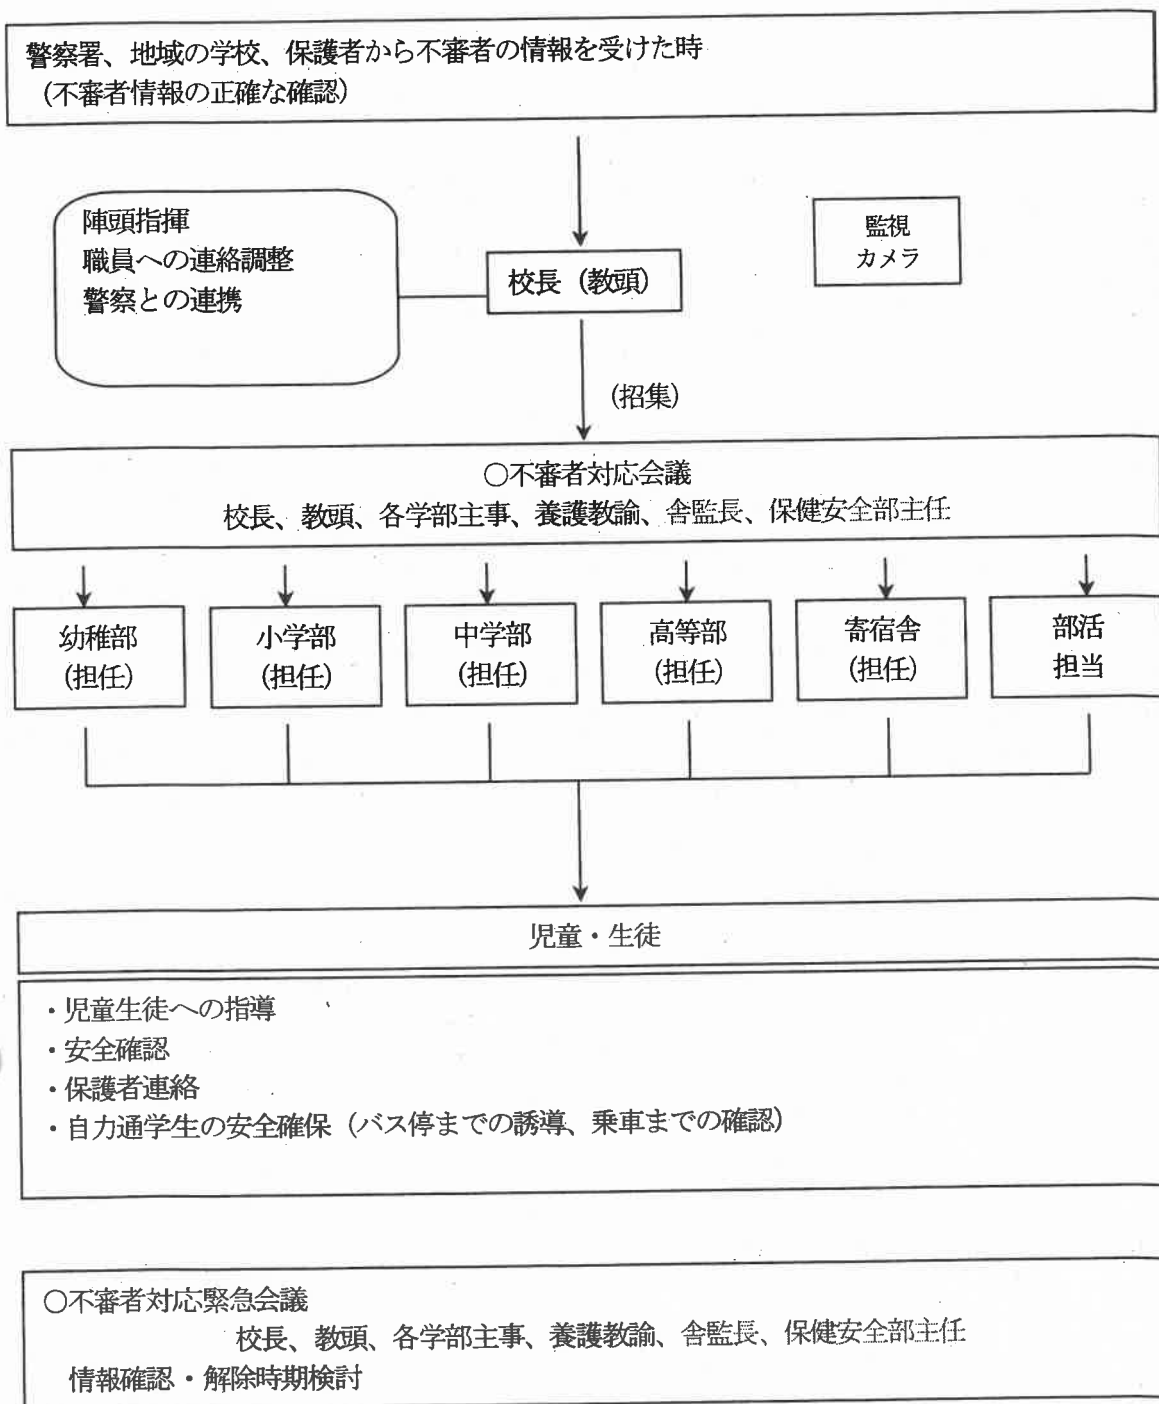 警察署、地域の学校、保護者から不審者の情報を受けた時
(不審者情報の正確な確認)
陣頭指揮
職員への連絡調整
警察との連携
校長（教頭）
監視
カメラ
(招集)
○不審者対応会議
校長、教頭、各学部主事、養護教諭、舎監長、保健安全部主任
幼稚部
(担任)
小学部
(担任)
中学部
(担任)
高等部
(担任)
寄宿舎
(担任)
部活
担当
児童・生徒
・児童生徒への指導
・安全確認
・保護者連絡
・自力通学生の安全確保（バス停までの誘導、乗車までの確認）
○不審者対応緊急会議
校長、教頭、各学部主事、養護教諭、舎監長、保健安全部主任
情報確認・解除時期検討